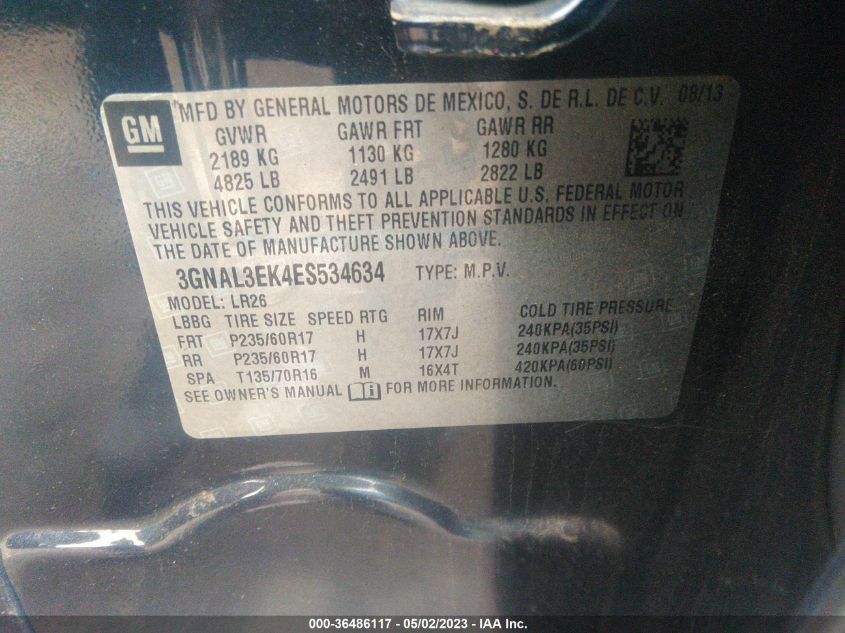 GM
MFD BY GENERAL MOTORS DE MEXICO, S. DE R.L. DE C.V. 08/13
GVWR GAWR FRT GAWR RR
2189 KG 1130 KG 1280 KG
4825 LB 2491 LB 2822 LB
THIS VEHICLE CONFORMS TO ALL APPLICABLE U.S. FEDERAL MOTOR
VEHICLE SAFETY AND THEFT PREVENTION STANDARDS IN EFFECT ON
THE DATE OF MANUFACTURE SHOWN ABOVE.
3GNAL3EK4ES534634 TYPE: M.P.V.
MODEL: LR26
LBBG TIRE SIZE SPEED RTG RIM COLD TIRE PRESSURE
FRT P235/60R17 H 17X7J 240KPA(35PSI)
RR P235/60R17 H 17X7J 240KPA(35PSI)
SPA T135/70R16 M 16X4T 420KPA(60PSI)
SEE OWNER'S MANUAL FOR MORE INFORMATION.
000-36486117 - 05/02/2023 - IAA Inc.